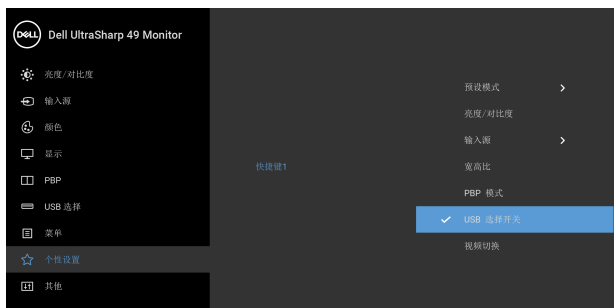 DELL
Dell UltraSharp 49 Monitor
亮度/对比度
输入源
颜色
显示
PBP
USB 选择
菜单
个性设置
其他
快捷键1
预设模式
亮度/对比度
输入源
宽高比
PBP 模式
USB 选择开关
视频切换